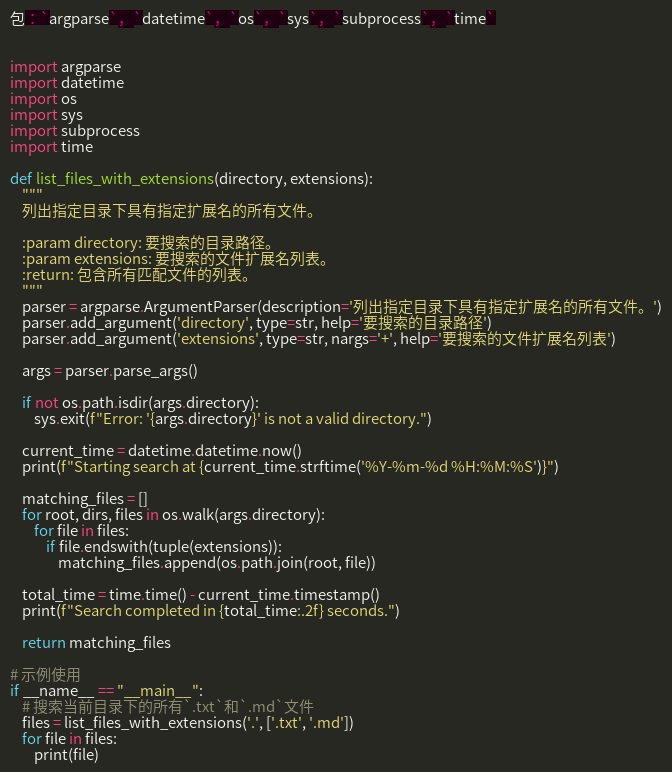 包：`argparse`，`datetime`，`os`，`sys`，`subprocess`，`time`
import argparse
import datetime
import os
import sys
import subprocess
import time
def list_files_with_extensions(directory, extensions):
"""
列出指定目录下具有指定扩展名的所有文件。
:param directory: 要搜索的目录路径。
:param extensions: 要搜索的文件扩展名列表。
:return: 包含所有匹配文件的列表。
"""
parser = argparse.ArgumentParser(description='列出指定目录下具有指定扩展名的所有文件。')
parser.add_argument('directory', type=str, help='要搜索的目录路径')
parser.add_argument('extensions', type=str, nargs='+', help='要搜索的文件扩展名列表')
args = parser.parse_args()
if not os.path.isdir(args.directory):
sys.exit(f"Error: '{args.directory}' is not a valid directory.")
current_time = datetime.datetime.now()
print(f"Starting search at {current_time.strftime('%Y-%m-%d %H:%M:%S')}")
matching_files = []
for root, dirs, files in os.walk(args.directory):
for file in files:
if file.endswith(tuple(extensions)):
matching_files.append(os.path.join(root, file))
total_time = time.time() - current_time.timestamp()
print(f"Search completed in {total_time:.2f} seconds.")
return matching_files
# 示例使用
if __name__ == "__main__":
# 搜索当前目录下的所有`.txt`和`.md`文件
files = list_files_with_extensions('.', ['.txt', '.md'])
for file in files:
print(file)